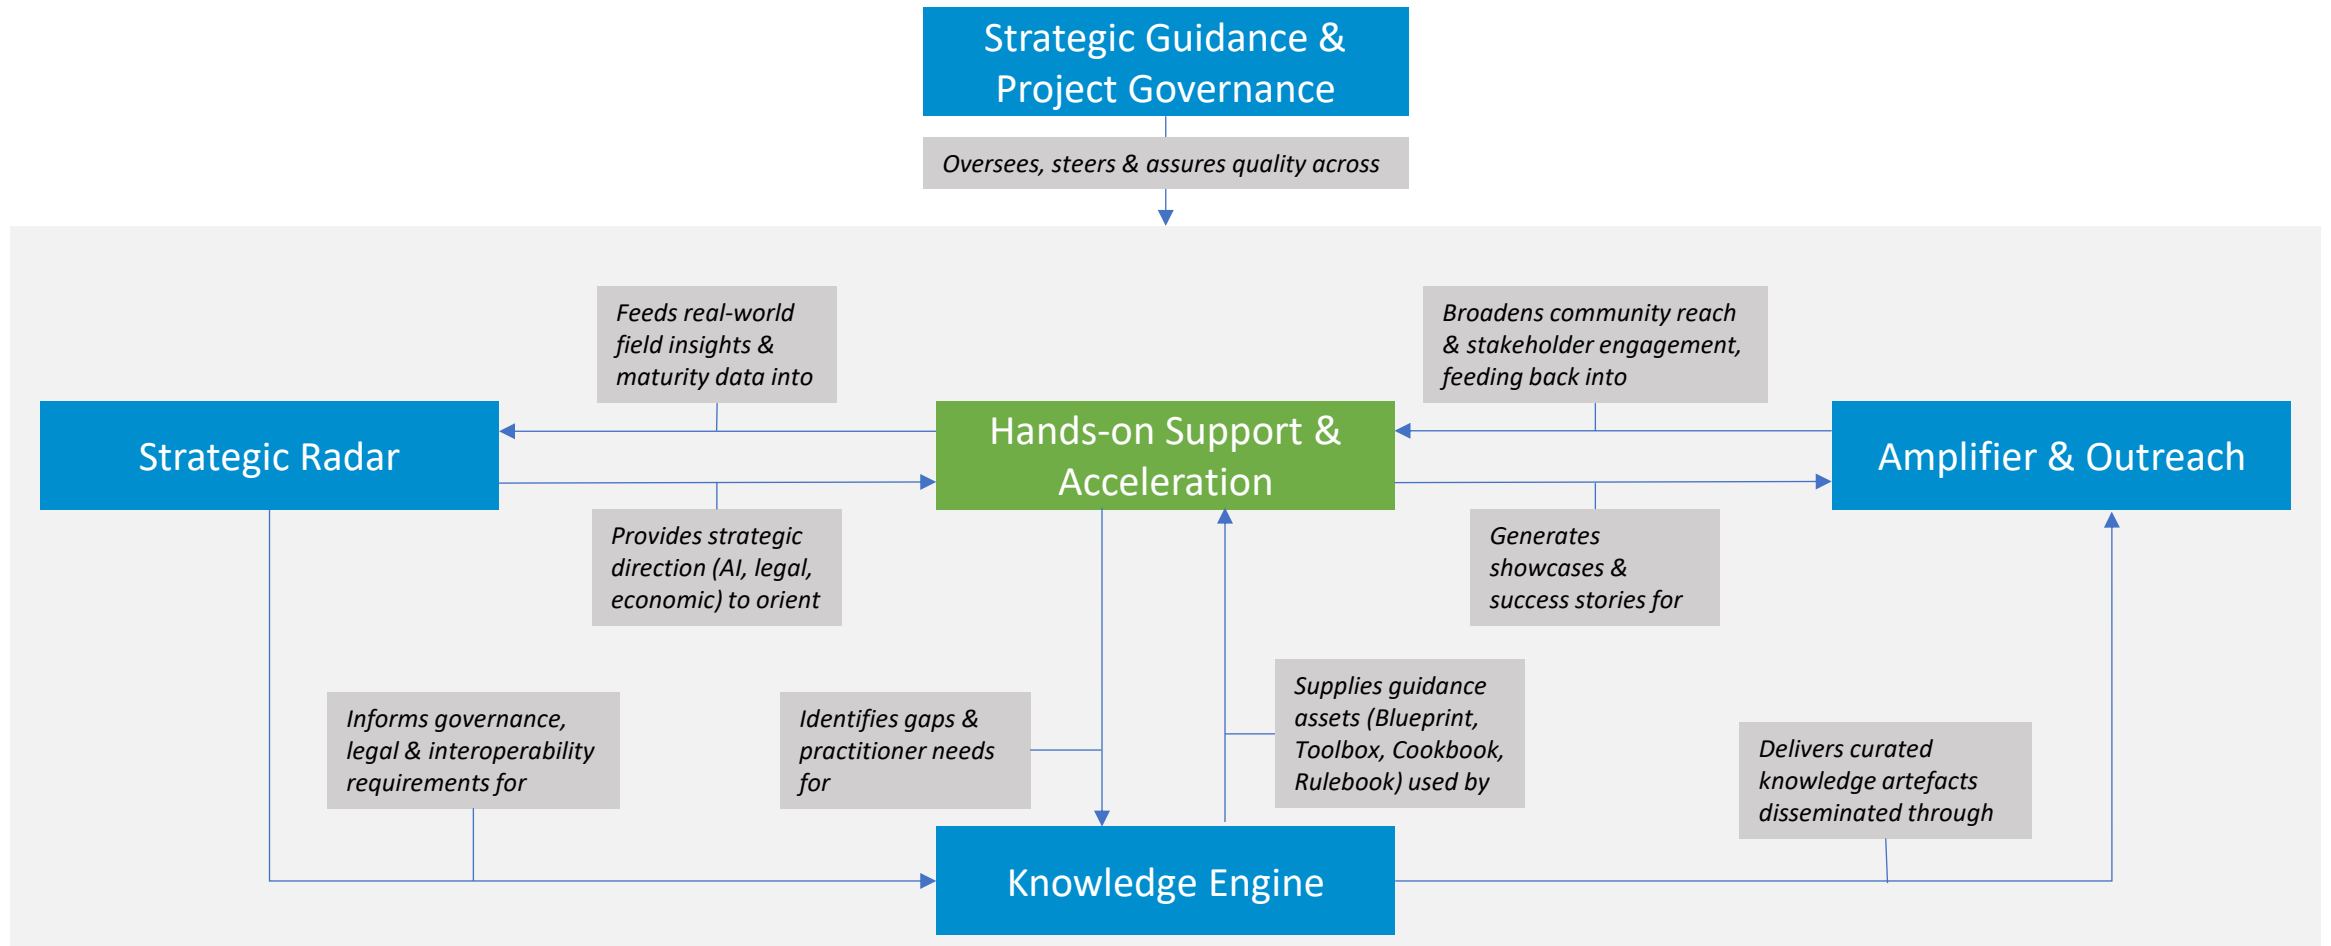 Strategic Guidance &
Project Governance
Oversees, steers & assures quality across
Feeds real-world
field insights &
maturity data into
Broadens community reach
& stakeholder engagement,
feeding back into
Strategic Radar
Hands-on Support &
Acceleration
Amplifier & Outreach
Provides strategic
direction (AI, legal,
economic) to orient
Generates
showcases &
success stories for
Informs governance,
legal & interoperability
requirements for
Identifies gaps &
practitioner needs
for
Supplies guidance
assets (Blueprint,
Toolbox, Cookbook,
Rulebook) used by
Delivers curated
knowledge artefacts
disseminated through
Knowledge Engine